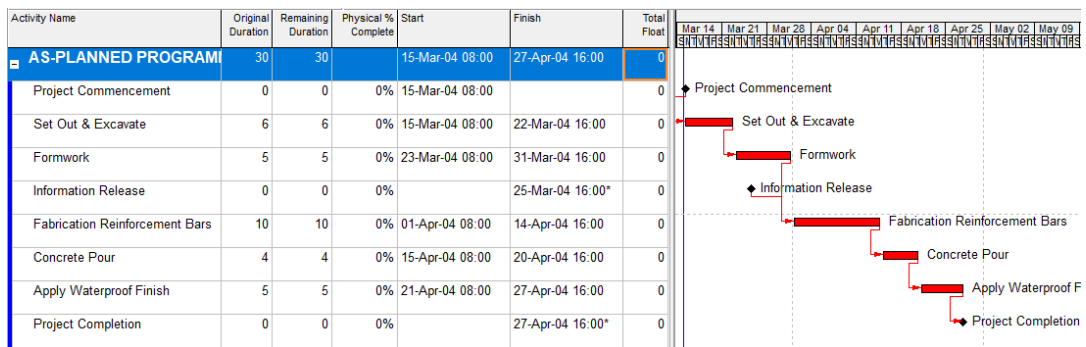 Activity Name Original Duration Remaining Duration Physical % Complete Start Finish Total Float
Mar 14 Mar 21 Mar 28 Apr 04 Apr 11 Apr 18 Apr 25 May 02 May 09
AS-PLANNED PROGRAMI 30 30 15-Mar-04 08:00 27-Apr-04 16:00 0
Project Commencement 0 0 0% 15-Mar-04 08:00 0 Project Commencement
Set Out & Excavate 6 6 0% 15-Mar-04 08:00 22-Mar-04 16:00 0 Set Out & Excavate
Formwork 5 5 0% 23-Mar-04 08:00 31-Mar-04 16:00 0 Formwork
Information Release 0 0 0% 25-Mar-04 16:00* 0 Information Release
Fabrication Reinforcement Bars 10 10 0% 01-Apr-04 08:00 14-Apr-04 16:00 0 Fabrication Reinforcement Bars
Concrete Pour 4 4 0% 15-Apr-04 08:00 20-Apr-04 16:00 0 Concrete Pour
Apply Waterproof Finish 5 5 0% 21-Apr-04 08:00 27-Apr-04 16:00 0 Apply Waterproof F
Project Completion 0 0 0% 27-Apr-04 16:00* 0 Project Completion